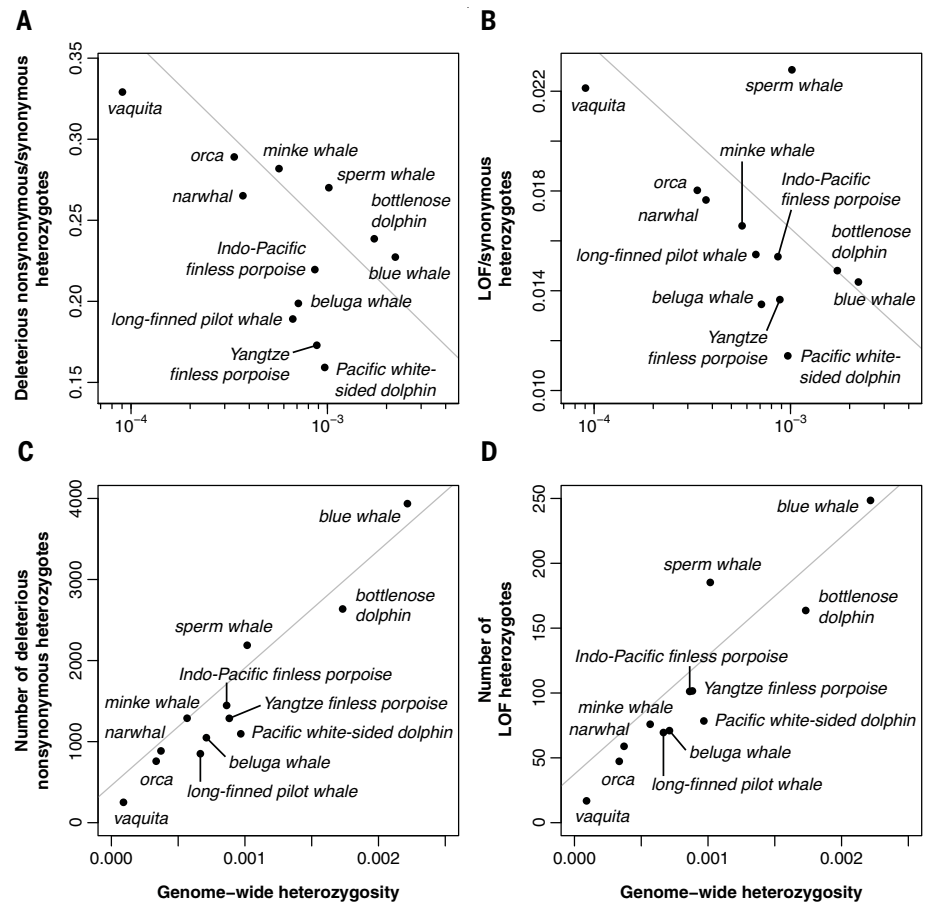 A
B
Deleterious nonsynonymous/synonymous
heterozygotes
0.35
0.30
0.25
0.20
0.15
vaquita
orca
minke whale
sperm whale
narwhal
bottlenose
dolphin
Indo-Pacific
finless porpoise
blue whale
beluga whale
long-finned pilot whale
Yangtze
finless porpoise
Pacific white-
sided dolphin
10−4
10−3
LOF/synonymous
heterozygotes
0.022
0.018
0.014
0.010
sperm whale
vaquita
minke whale
orca
Indo-Pacific
finless porpoise
narwhal
bottlenose
dolphin
long-finned pilot whale
beluga whale
blue whale
Yangtze
finless porpoise
Pacific white-
sided dolphin
10−4
10−3
C
D
Number of deleterious
nonsynonymous heterozygotes
4000
3000
2000
1000
0
blue whale
bottlenose
dolphin
sperm whale
Indo-Pacific finless porpoise
minke whale
Yangtze finless porpoise
narwhal
Pacific white-sided dolphin
orca
beluga whale
long-finned pilot whale
vaquita
0.000
0.001
0.002
Genome−wide heterozygosity
Number of
LOF heterozygotes
250
200
150
100
50
0
blue whale
sperm whale
bottlenose
dolphin
Indo-Pacific finless porpoise
Yangtze finless porpoise
minke whale
Pacific white-sided dolphin
narwhal
beluga whale
orca
long-finned pilot whale
vaquita
0.000
0.001
0.002
Genome−wide heterozygosity